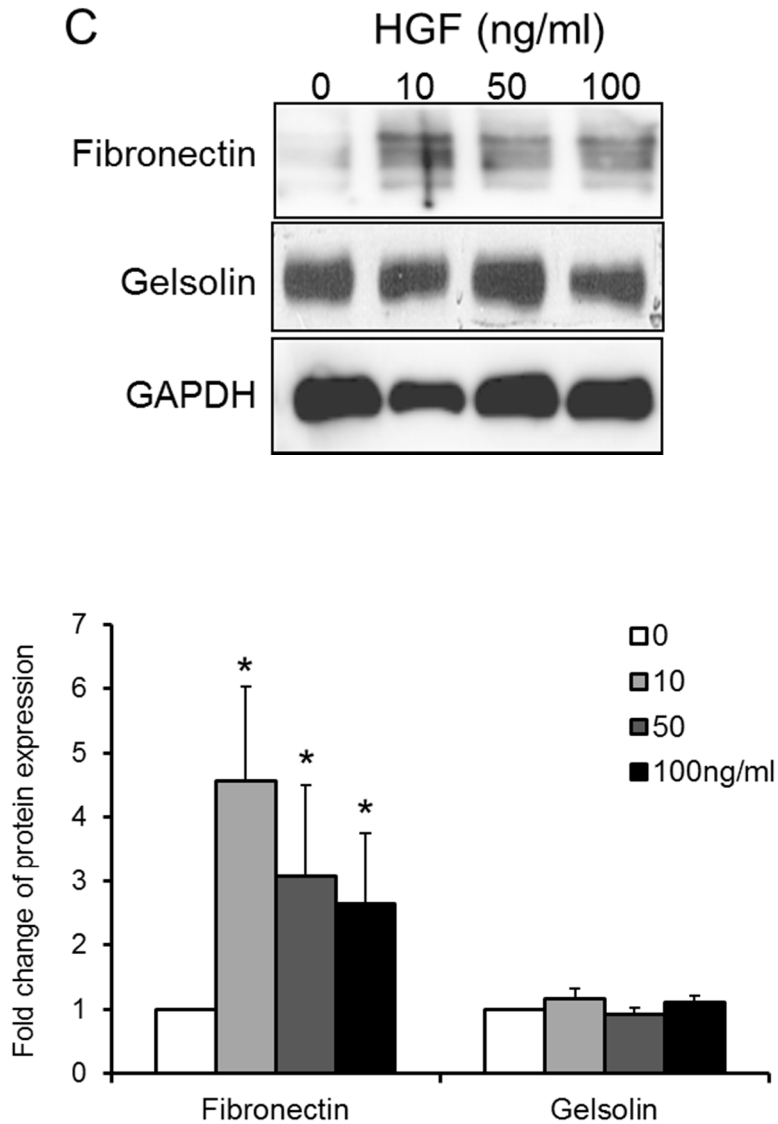 C
HGF (ng/ml)
0 10 50 100
Fibronectin
Gelsolin
GAPDH
Fold change of protein expression
7
6
5
4
3
2
1
0
*
*
*
0
10
50
100ng/ml
Fibronectin Gelsolin